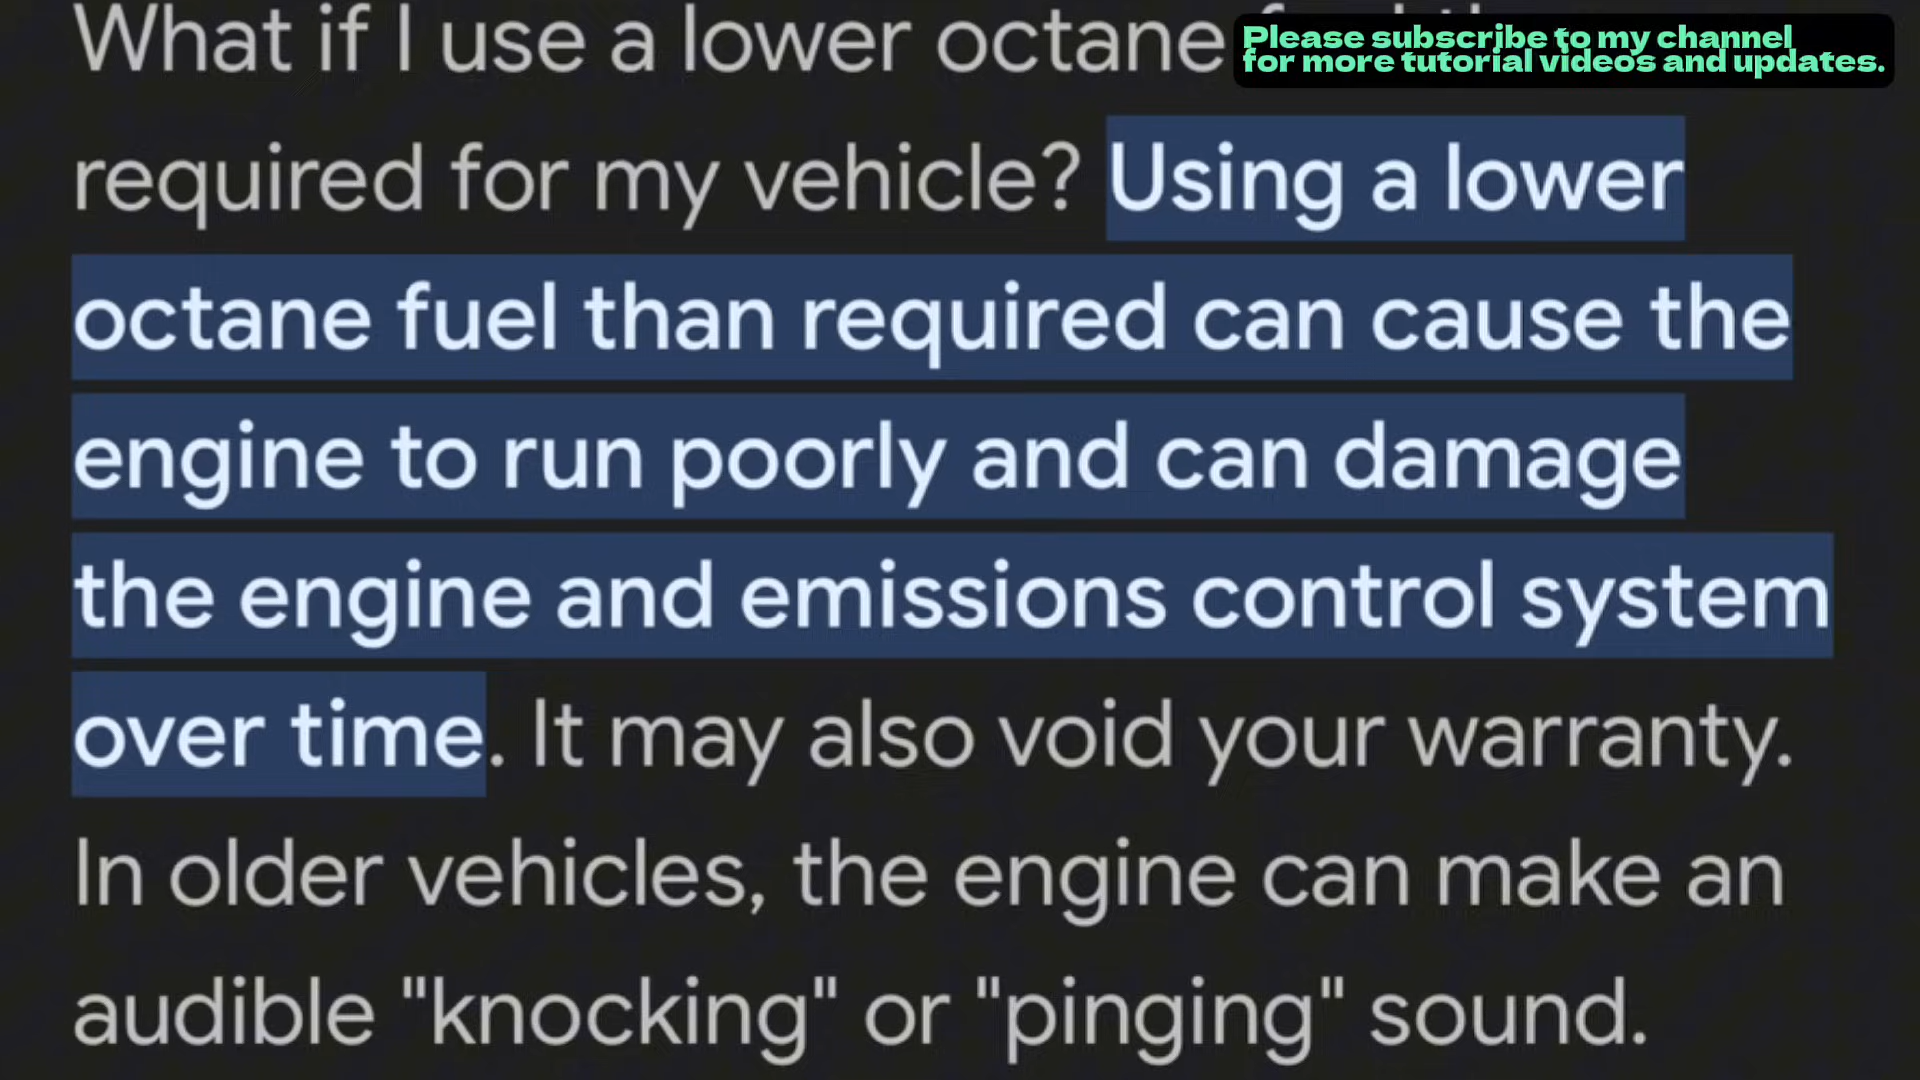 What if I use a lower octane
Please subscribe to my channel
for more tutorial videos and updates.
required for my vehicle? Using a lower
octane fuel than required can cause the
engine to run poorly and can damage
the engine and emissions control system
over time. It may also void your warranty.
In older vehicles, the engine can make an
audible "knocking" or "pinging" sound.